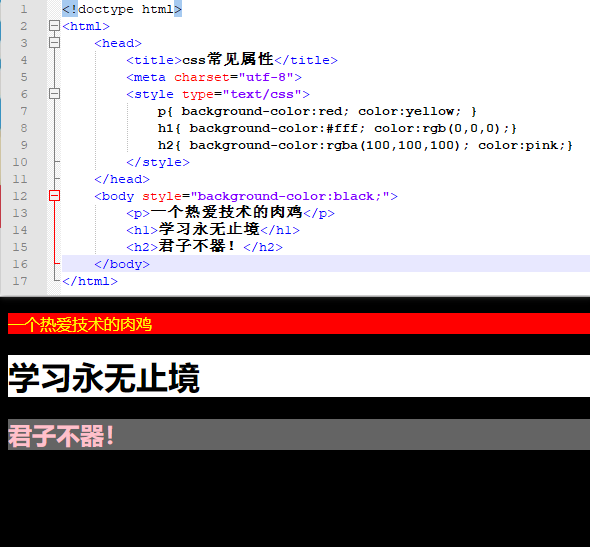 1 <!doctype html>
2 <html>
3 <head>
4 <title>css常见属性</title>
5 <meta charset="utf-8">
6 <style type="text/css">
7 p{ background-color:red; color:yellow; }
8 h1{ background-color:#fff; color:rgb(0,0,0);}
9 h2{ background-color:rgba(100,100,100); color:pink;}
10 </style>
11 </head>
12 <body style="background-color:black;">
13 <p>一个热爱技术的肉鸡</p>
14 <h1>学习永无止境</h1>
15 <h2>君子不器！</h2>
16 </body>
17 </html>
一个热爱技术的肉鸡
学习永无止境
君子不器！